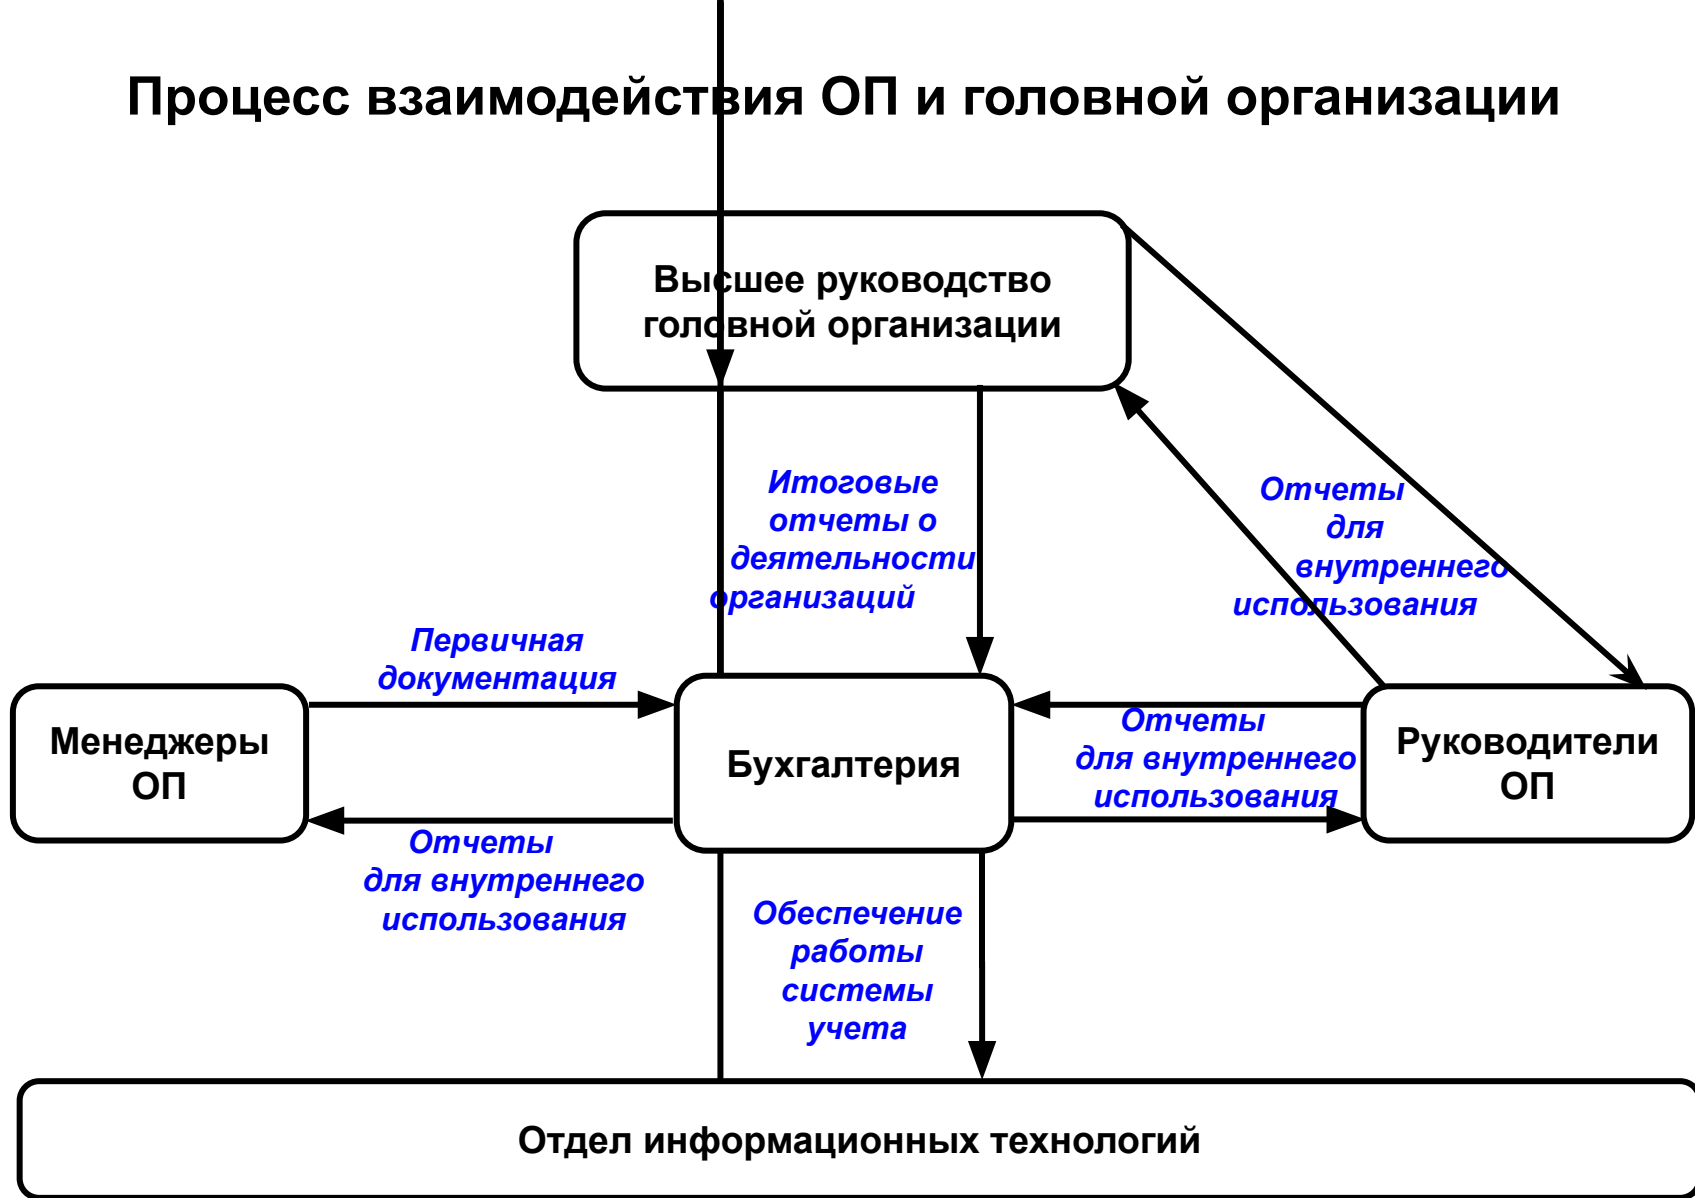 Процесс взаимодействия ОП и головной организации
Высшее руководство
головной организации
Итоговые
отчеты о
деятельности
организаций
Отчеты
для
внутреннего
использования
Первичная
документация
Менеджеры
ОП
Бухгалтерия
Отчеты
для внутреннего
использования
Руководители
ОП
Отчеты
для внутреннего
использования
Обеспечение
работы
системы
учета
Отдел информационных технологий